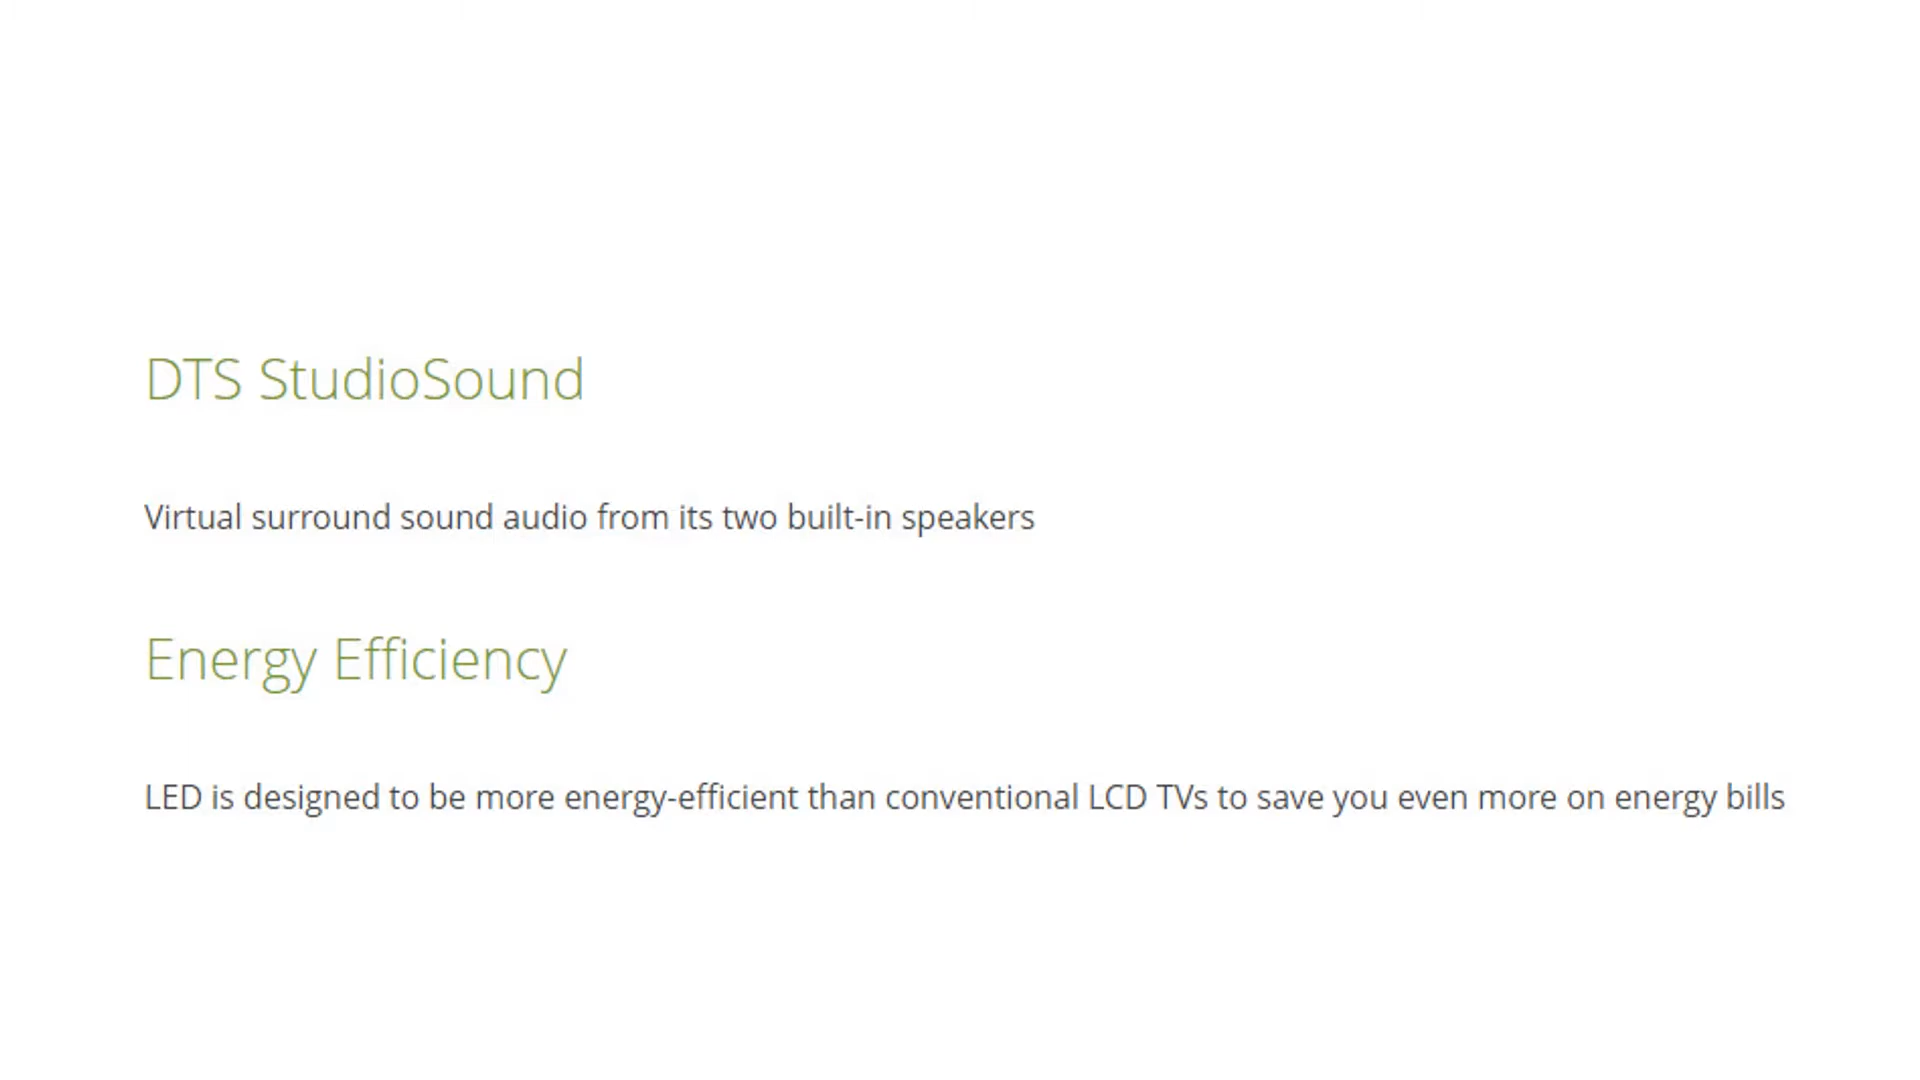 DTS StudioSound
Virtual surround sound audio from its two built-in speakers
Energy Efficiency
LED is designed to be more energy-efficient than conventional LCD TVs to save you even more on energy bills